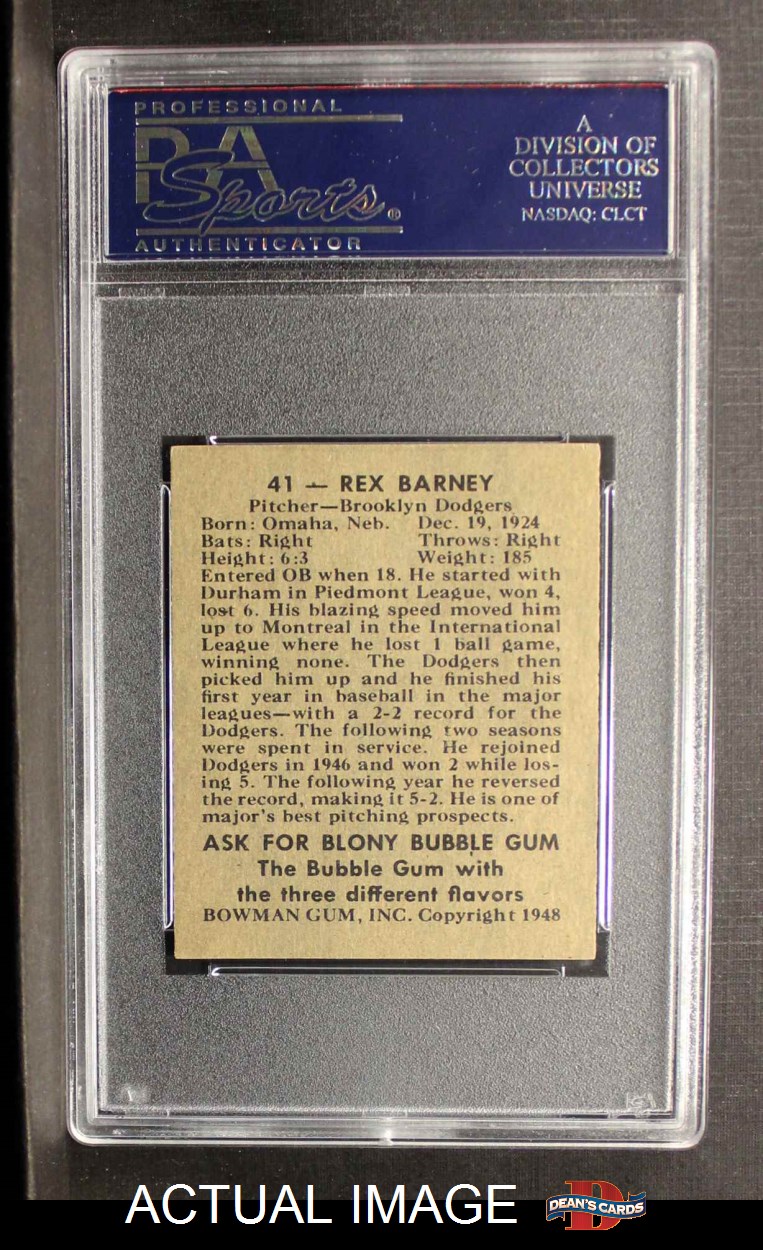 PROFESSIONAL
PSA
Sports®
AUTHENTICATOR
A
DIVISION OF
COLLECTORS
UNIVERSE
NASDAQ: CLCT
41 — REX BARNEY
Pitcher—Brooklyn Dodgers
Born: Omaha, Neb. Dec. 19, 1924
Bats: Right Throws: Right
Height: 6:3 Weight: 185
Entered OB when 18. He started with
Durham in Piedmont League, won 4,
lost 6. His blazing speed moved him
up to Montreal in the International
League where he lost 1 ball game,
winning none. The Dodgers then
picked him up and he finished his
first year in baseball in the major
leagues—with a 2-2 record for the
Dodgers. The following two seasons
were spent in service. He rejoined
Dodgers in 1946 and won 2 while los-
ing 5. The following year he reversed
the record, making it 5-2. He is one of
major's best pitching prospects.
ASK FOR BLONY BUBBLE GUM
The Bubble Gum with
the three different flavors
BOWMAN GUM, INC. Copyright 1948
ACTUAL IMAGE
DEAN'S CARDS